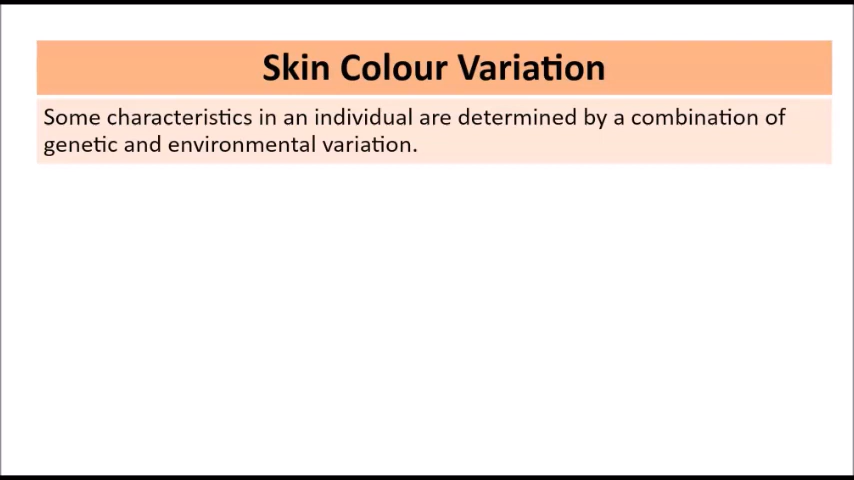 Skin Colour Variation
Some characteristics in an individual are determined by a combination of
genetic and environmental variation.